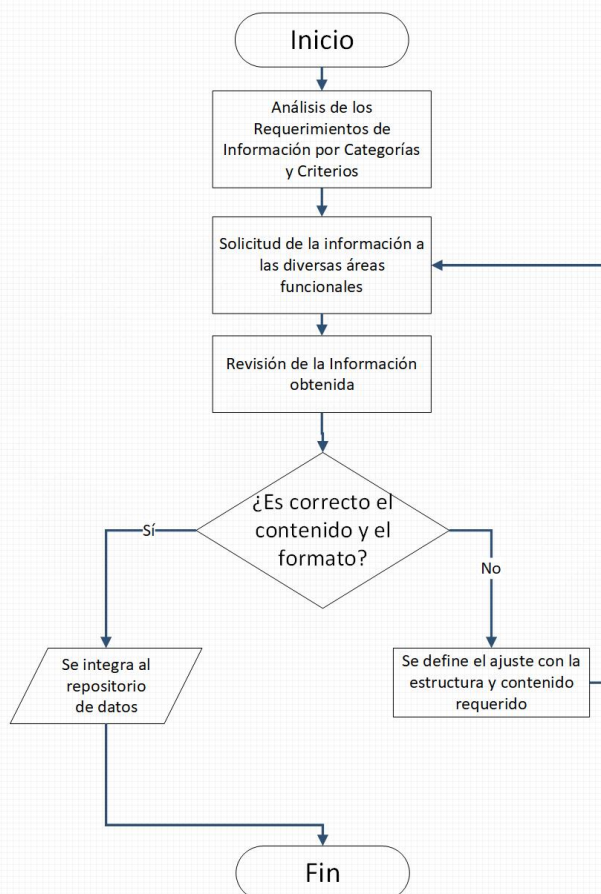 Inicio
Análisis de los
Requerimientos de
Información por Categorías
y Criterios
Solicitud de la información a
las diversas áreas
funcionales
Revisión de la Información
obtenida
¿Es correcto el
contenido y el
formato?
Sí
No
Se integra al
repositorio
de datos
Se define el ajuste con la
estructura y contenido
requerido
Fin